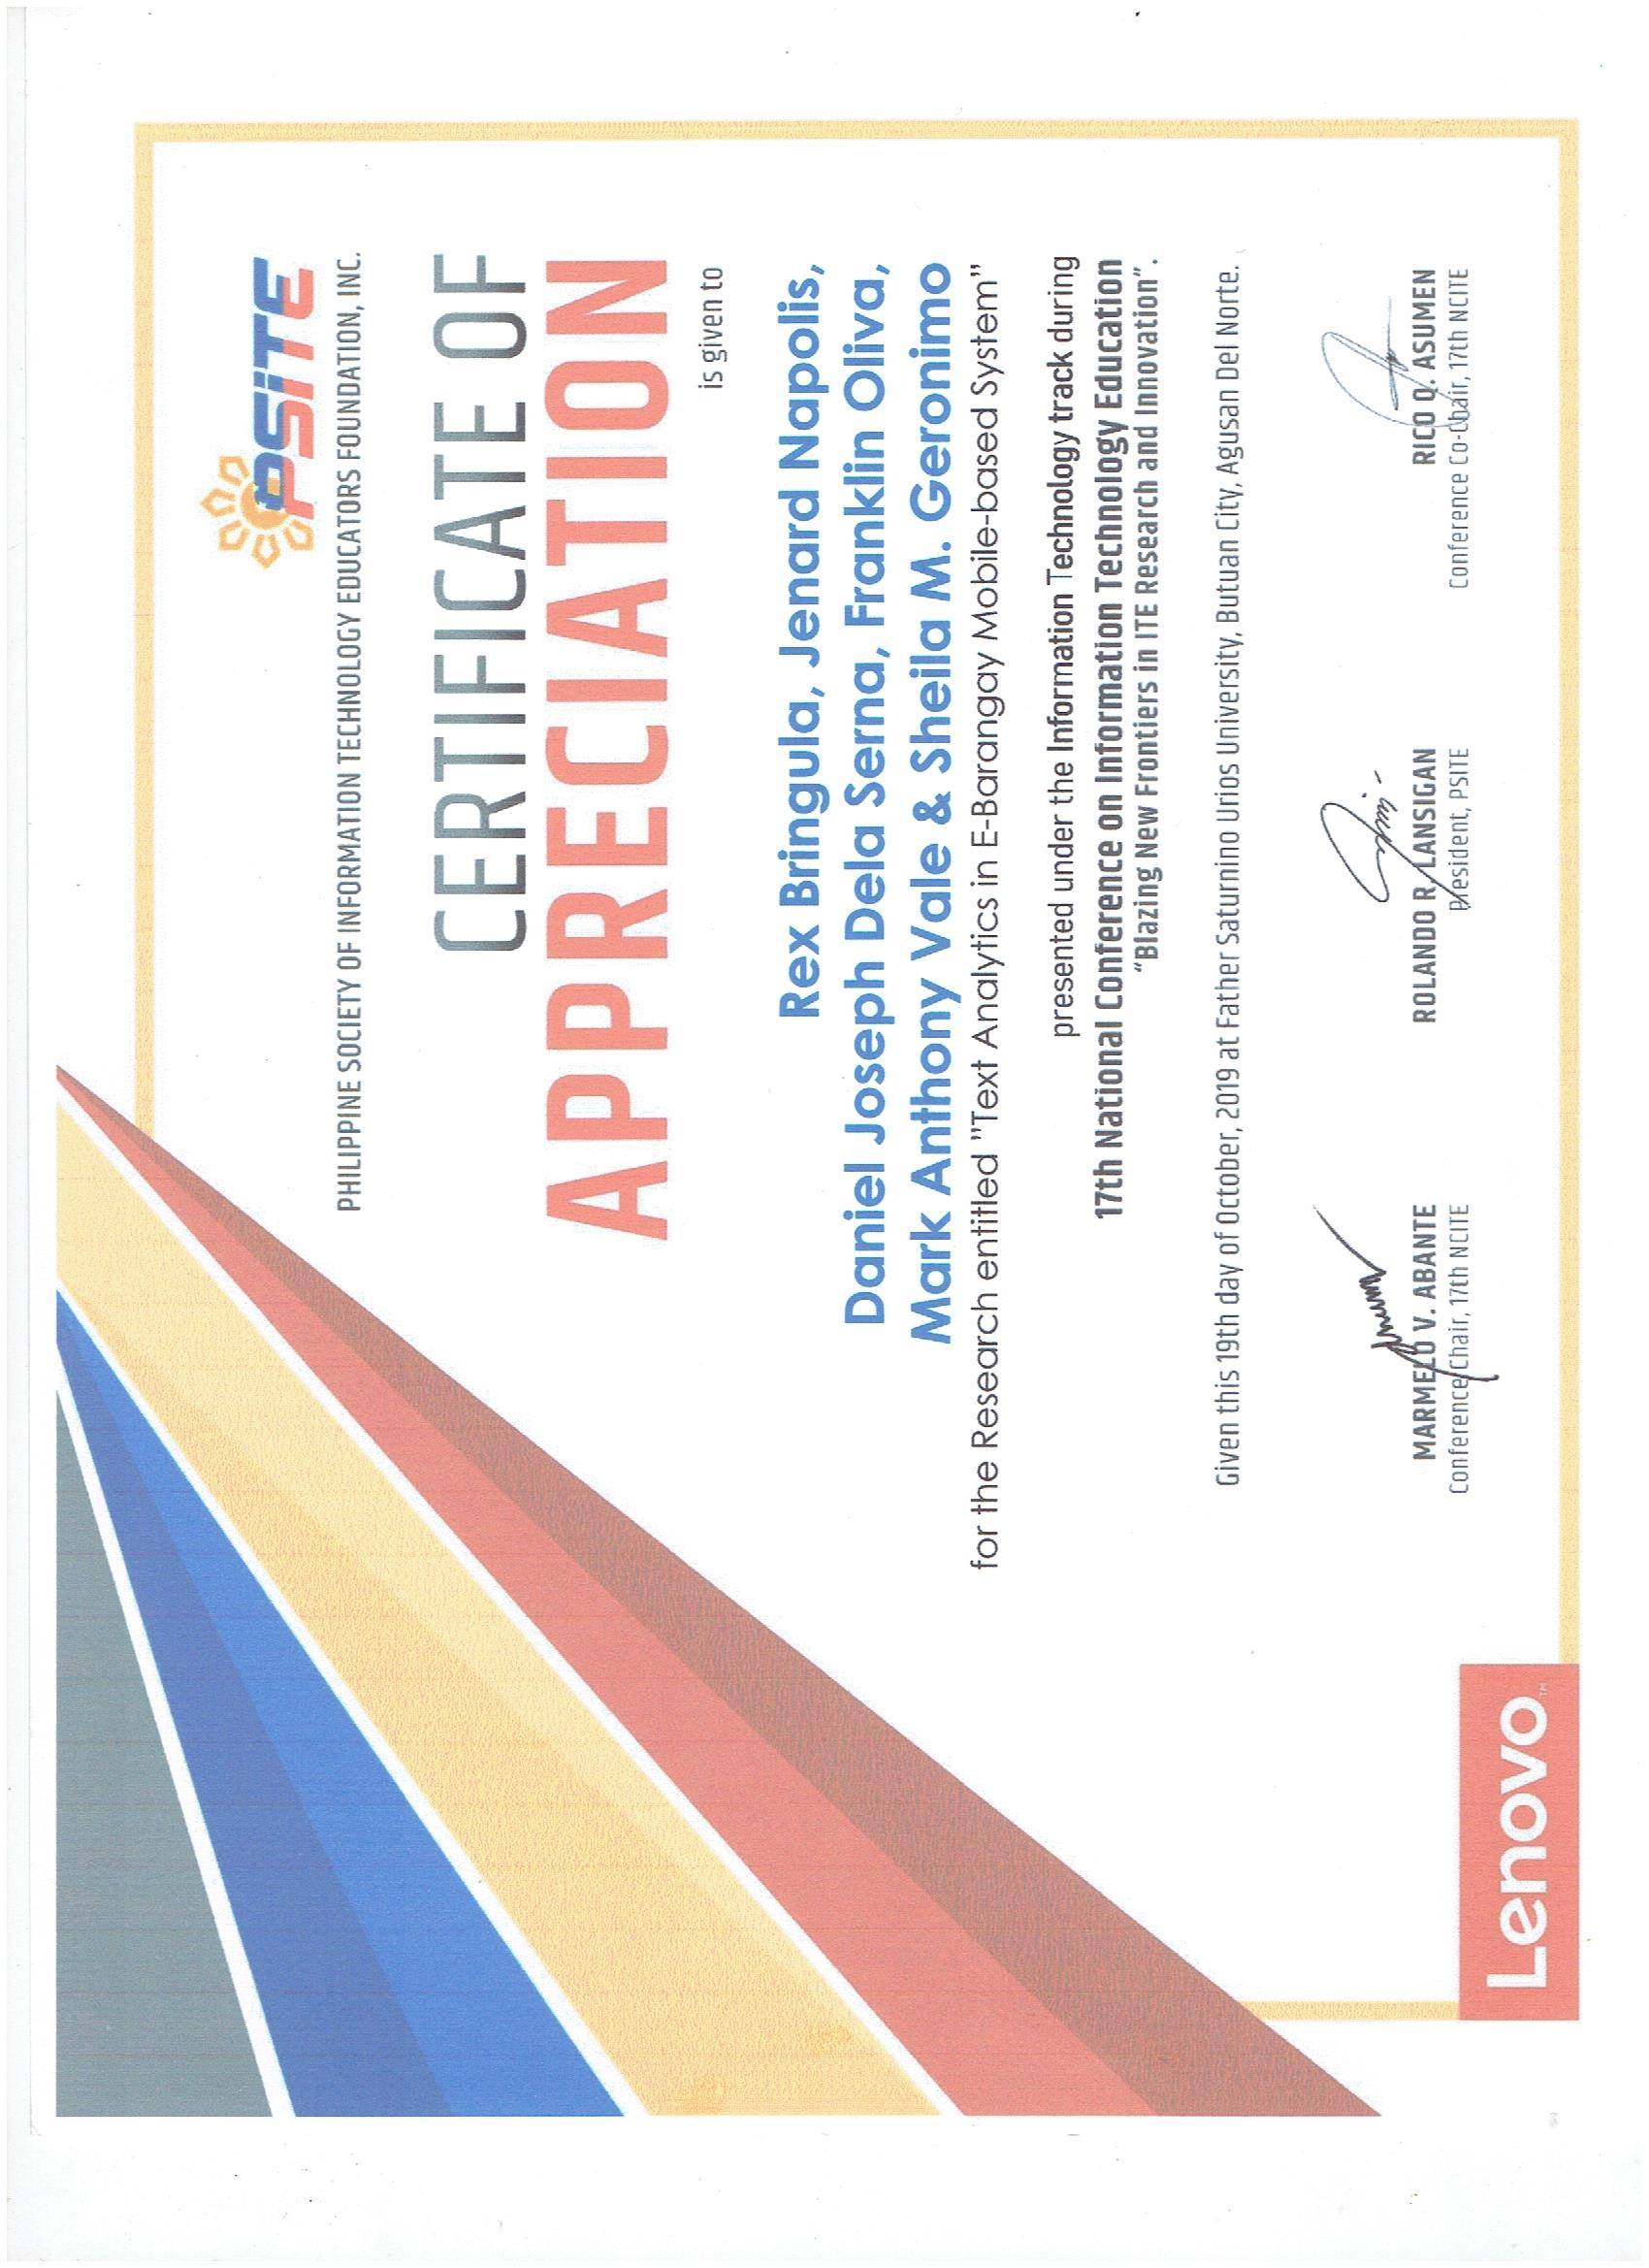 PSiTE
PHILIPPINE SOCIETY OF INFORMATION TECHNOLOGY EDUCATORS FOUNDATION, INC.
CERTIFICATE OF
APPRECIATION
is given to
Rex Bringula, Jenard Napolis,
Daniel Joseph Dela Serna, Franklin Oliva,
Mark Anthony Vale & Sheila M. Geronimo
for the Research entitled "Text Analytics in E-Barangay Mobile-based System"
presented under the Information Technology track during
17th National Conference on Information Technology Education
“Blazing New Frontiers in ITE Research and Innovation”.
Given this 19th day of October, 2019 at Father Saturnino Urios University, Butuan City, Agusan Del Norte.
MARMELO V. ABANTE
Conference Chair, 17th NCITE
ROLANDO R. LANSIGAN
President, PSITE
RICO Q. ASUMEN
Conference Co-Chair, 17th NCITE
Lenovo™